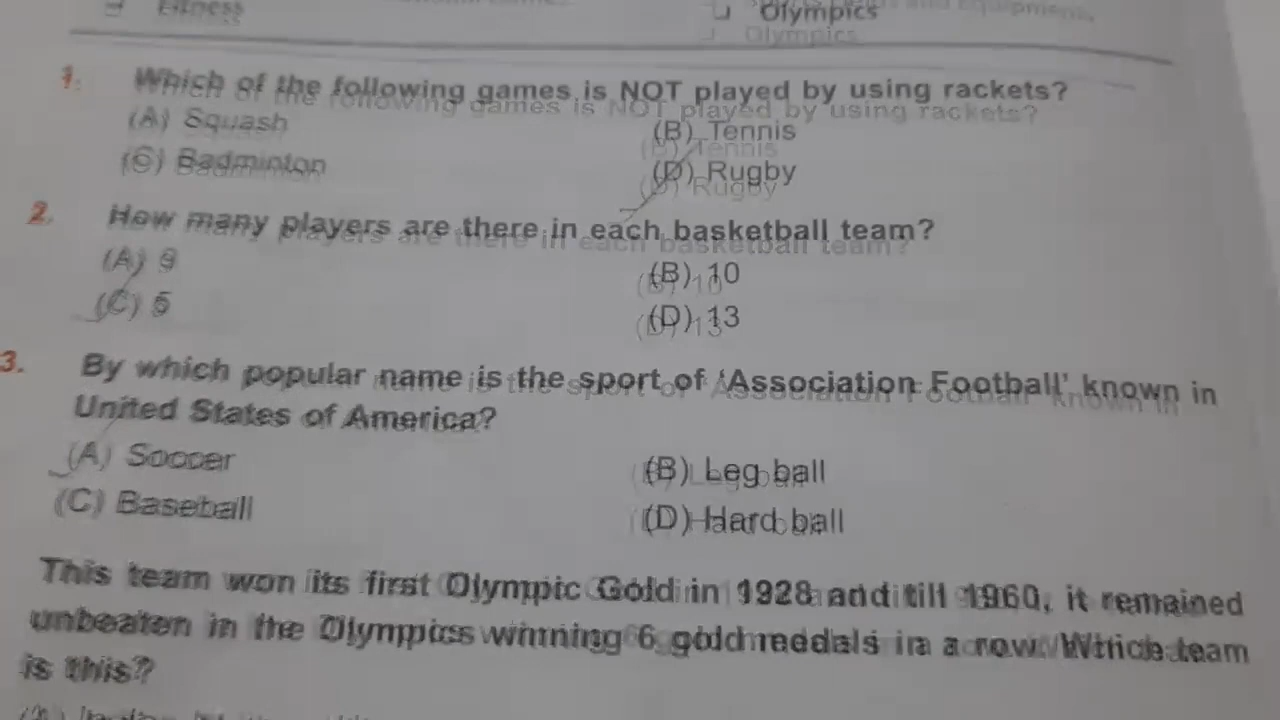 Fitness
Olympics
1. Which of the following games is NOT played by using rackets?
(A) Squash (B) Tennis
(C) Badminton (D) Rugby
2. How many players are there in each basketball team?
(A) 9 (B) 10
(C) 5 (D) 13
3. By which popular name is the sport of 'Association Football' known in
United States of America?
(A) Soccer (B) Leg ball
(C) Baseball (D) Hard ball
This team won its first Olympic Gold in 1928 and till 1960, it remained
unbeaten in the Olympics winning 6 gold medals in a row. Which team
is this?